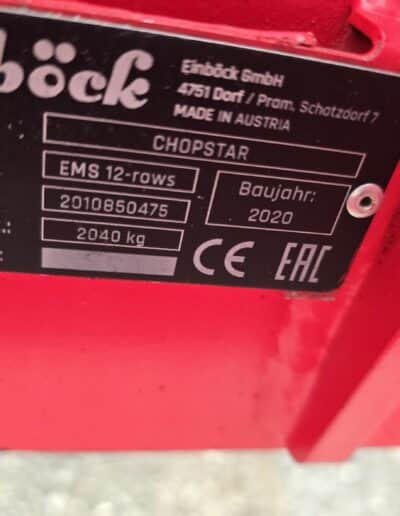 böck
Einböck GmbH
4751 Dorf / Pram, Schatzdorf 7
MADE IN AUSTRIA
CHOPSTAR
EMS 12-rows
Baujahr:
2020
2010850475
2040 kg
CE EAC